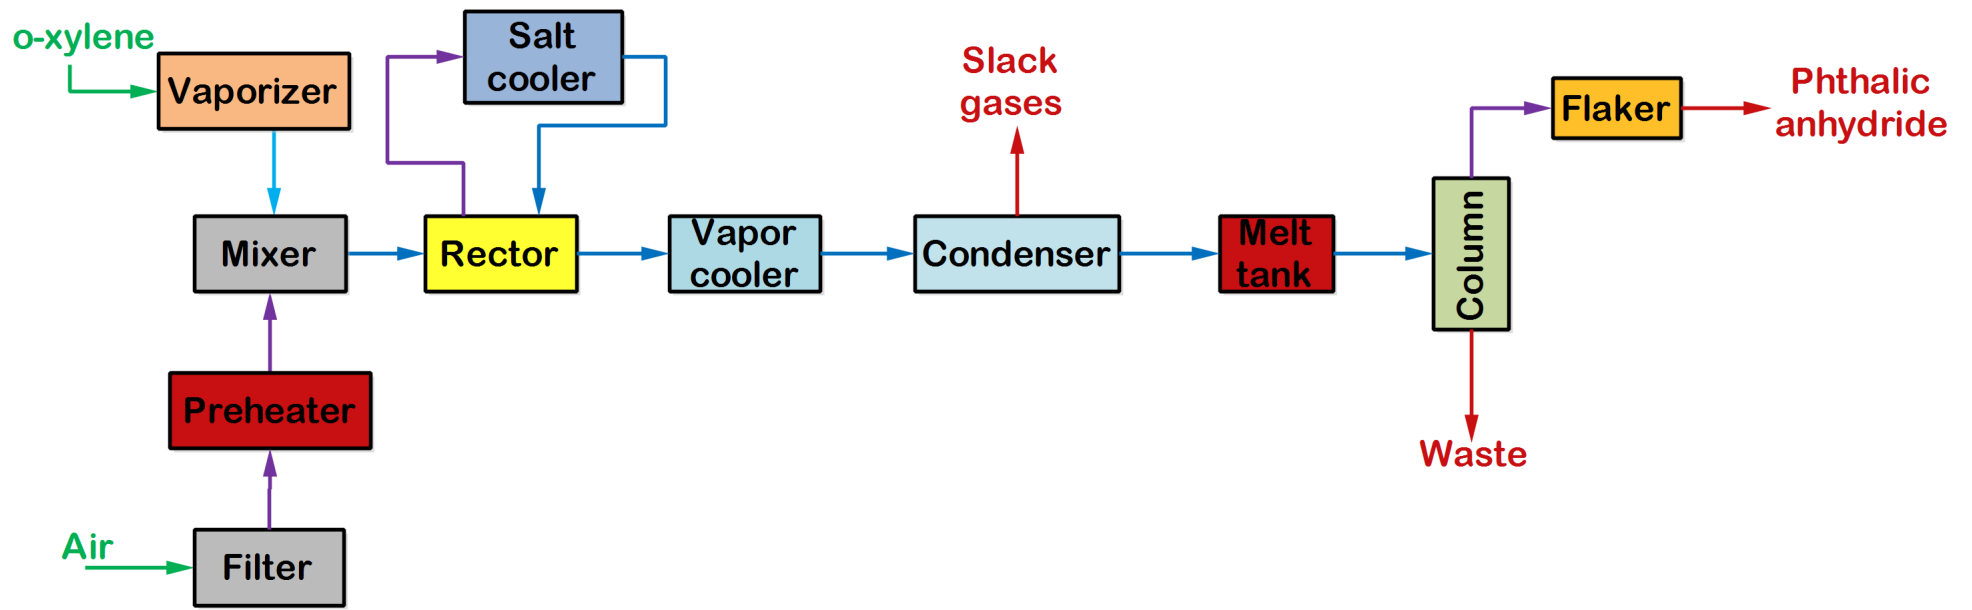 o-xylene
Vaporizer
Salt
cooler
Slack
gases
Flaker
Phthalic
anhydride
Mixer
Rector
Vapor
cooler
Condenser
Melt
tank
Column
Preheater
Waste
Air
Filter